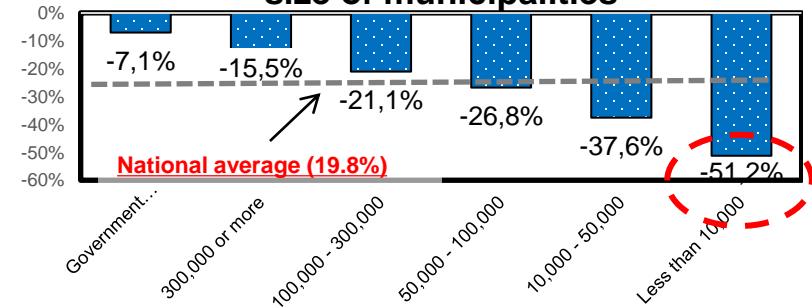 size of municipalities
0%
-10%
-20%
-30%
-40%
-50%
-60%
-7,1%
-15,5%
-21,1%
-26,8%
-37,6%
-51,2%
National average (19.8%)
Government…
300,000 or more
100,000 - 300,000
50,000 - 100,000
10,000 - 50,000
Less than 10,000